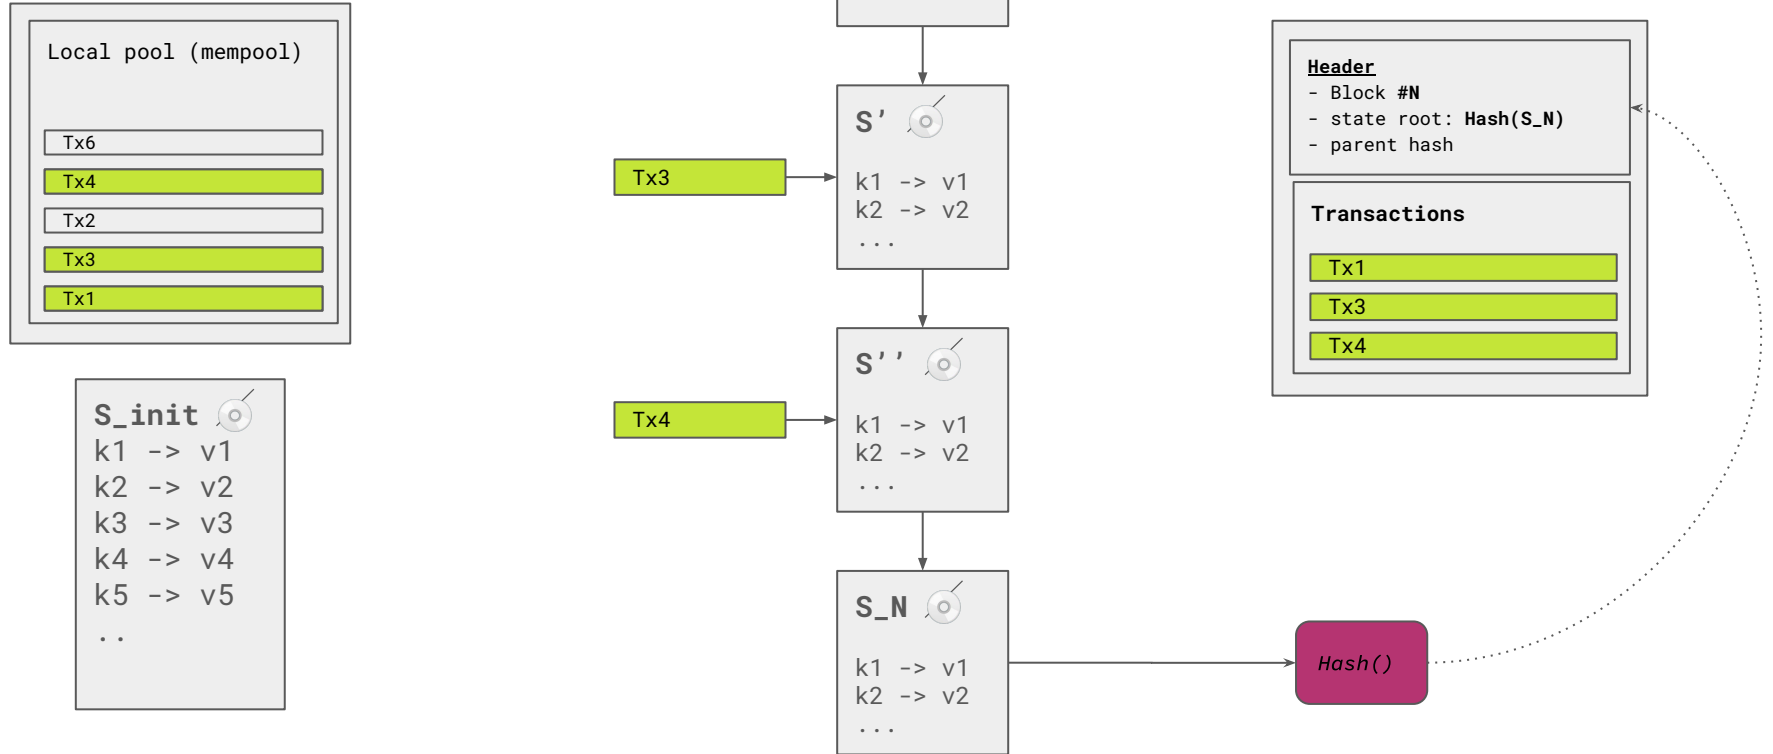 Local pool (mempool)
Tx6
Tx4
Tx2
Tx3
Tx1
S_init
k1 -> v1
k2 -> v2
k3 -> v3
k4 -> v4
k5 -> v5
..
S’
k1 -> v1
k2 -> v2
...
Tx3
S’’
k1 -> v1
k2 -> v2
...
Tx4
S_N
k1 -> v1
k2 -> v2
...
Hash()
Header
- Block #N
- state root: Hash(S_N)
- parent hash
Transactions
Tx1
Tx3
Tx4